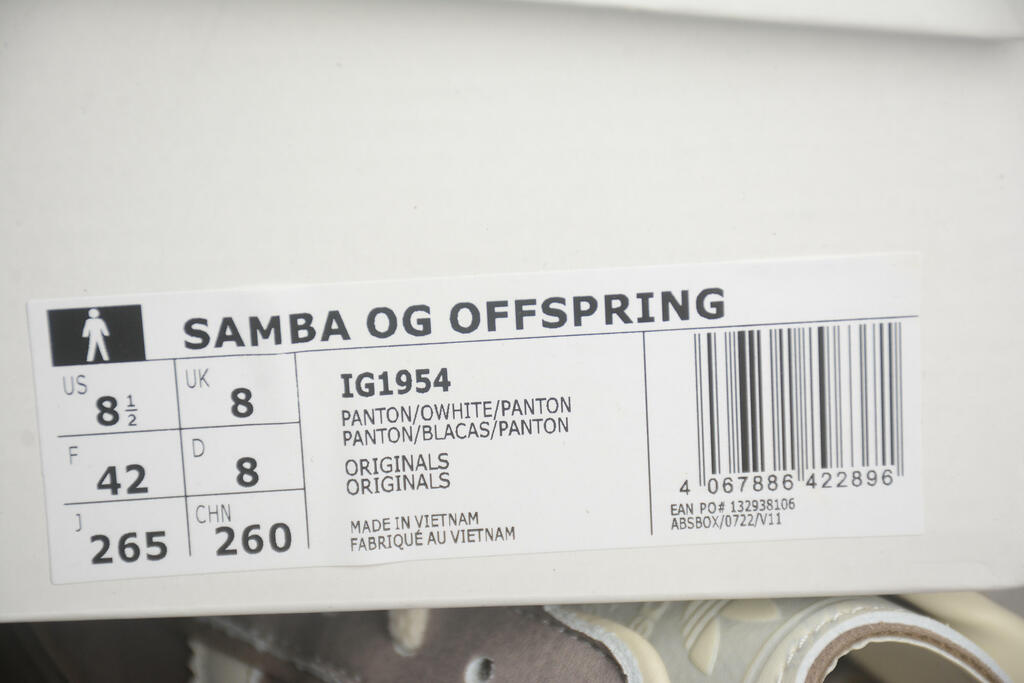 SAMBA OG OFFSPRING
US 8 1/2
UK 8
F 42
D 8
J 265
CHN 260
IG1954
PANTON/OWHITE/PANTON
PANTON/BLACAS/PANTON
ORIGINALS
ORIGINALS
MADE IN VIETNAM
FABRIQUÉ AU VIETNAM
4 067886 422896
EAN PO# 132938106
ABSBOX/0722/V11